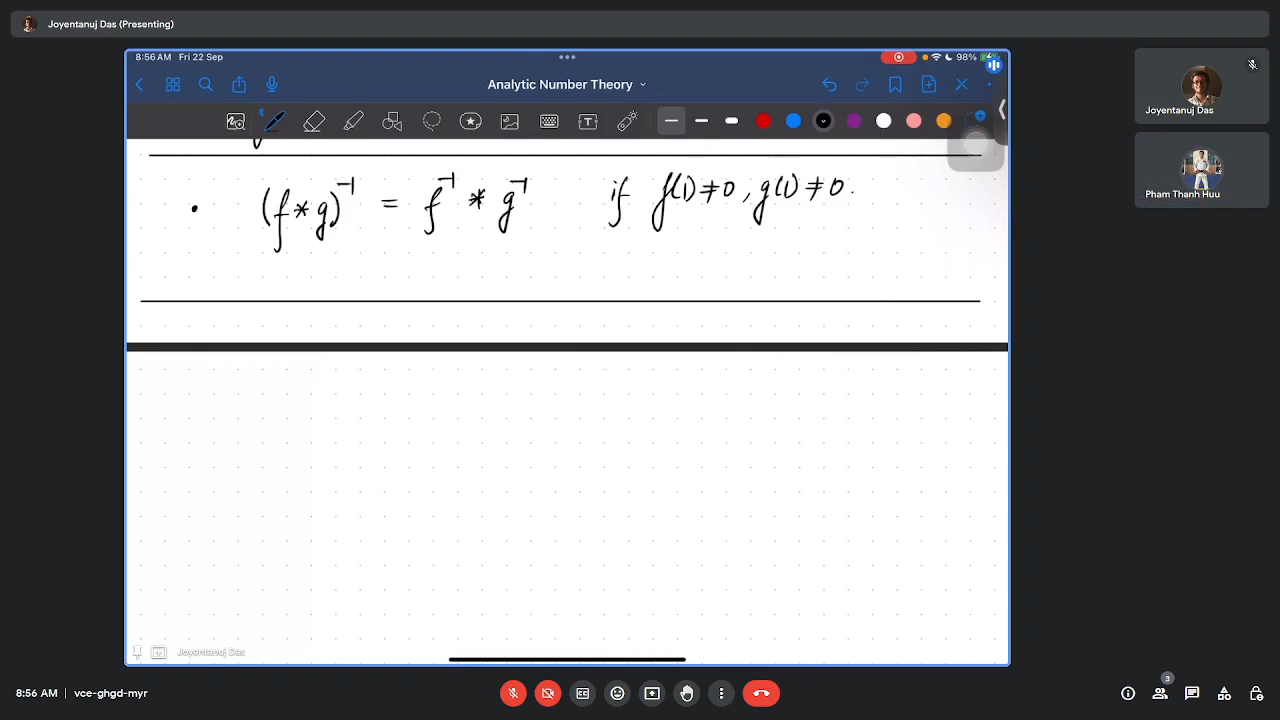 Joyentanuj Das (Presenting)
8:56 AM Fri 22 Sep
98%
Analytic Number Theory
• (f*g)⁻¹ = f⁻¹ * g⁻¹ if f(1) ≠ 0, g(1) ≠ 0.
Joyentanuj Das
Joyentanuj Das
Pham Thanh Huu
8:56 AM | vce-ghgd-myr
3